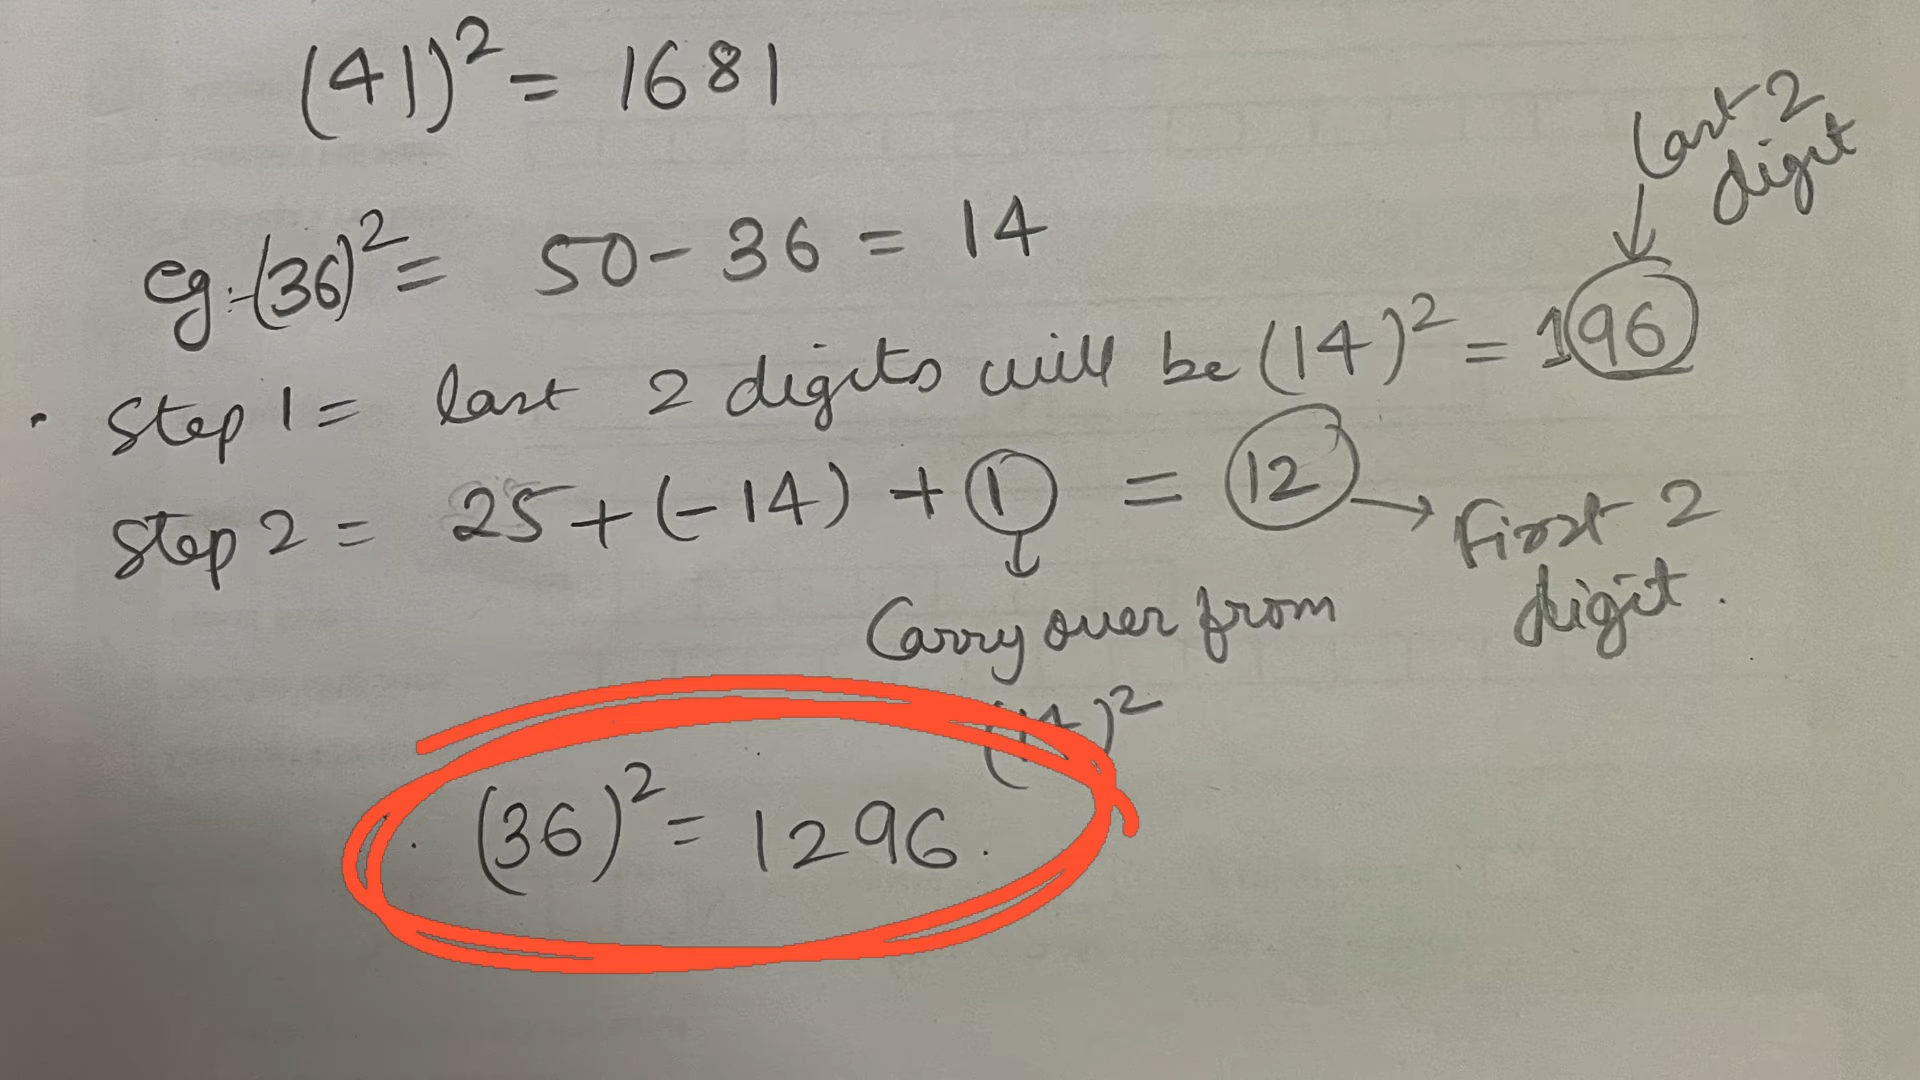 (41)² = 1681
last 2
digit
eg:-(36)² = 50 - 36 = 14
. Step 1 = last 2 digits will be (14)² = 196
Step 2 = 25 + (-14) + 1 = 12 → First 2
digit.
Carry over from
(14)²
(36)² = 1296.